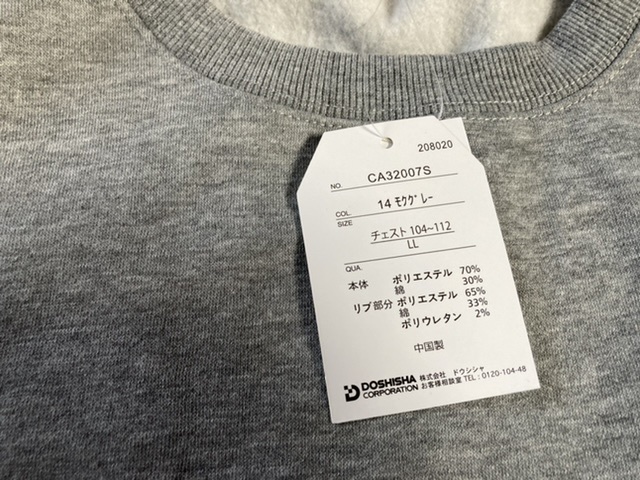 208020
NO. CA32007S
COL. 14 ﾓｸｸﾞﾚｰ
SIZE
チェスト 104~112
LL
QUA.
本体 ポリエステル 70%
綿 30%
リブ部分 ポリエステル 65%
綿 33%
ポリウレタン 2%
中国製
DOSHISHA 株式会社 ドウシシャ
CORPORATION お客様相談室 TEL:0120-104-48